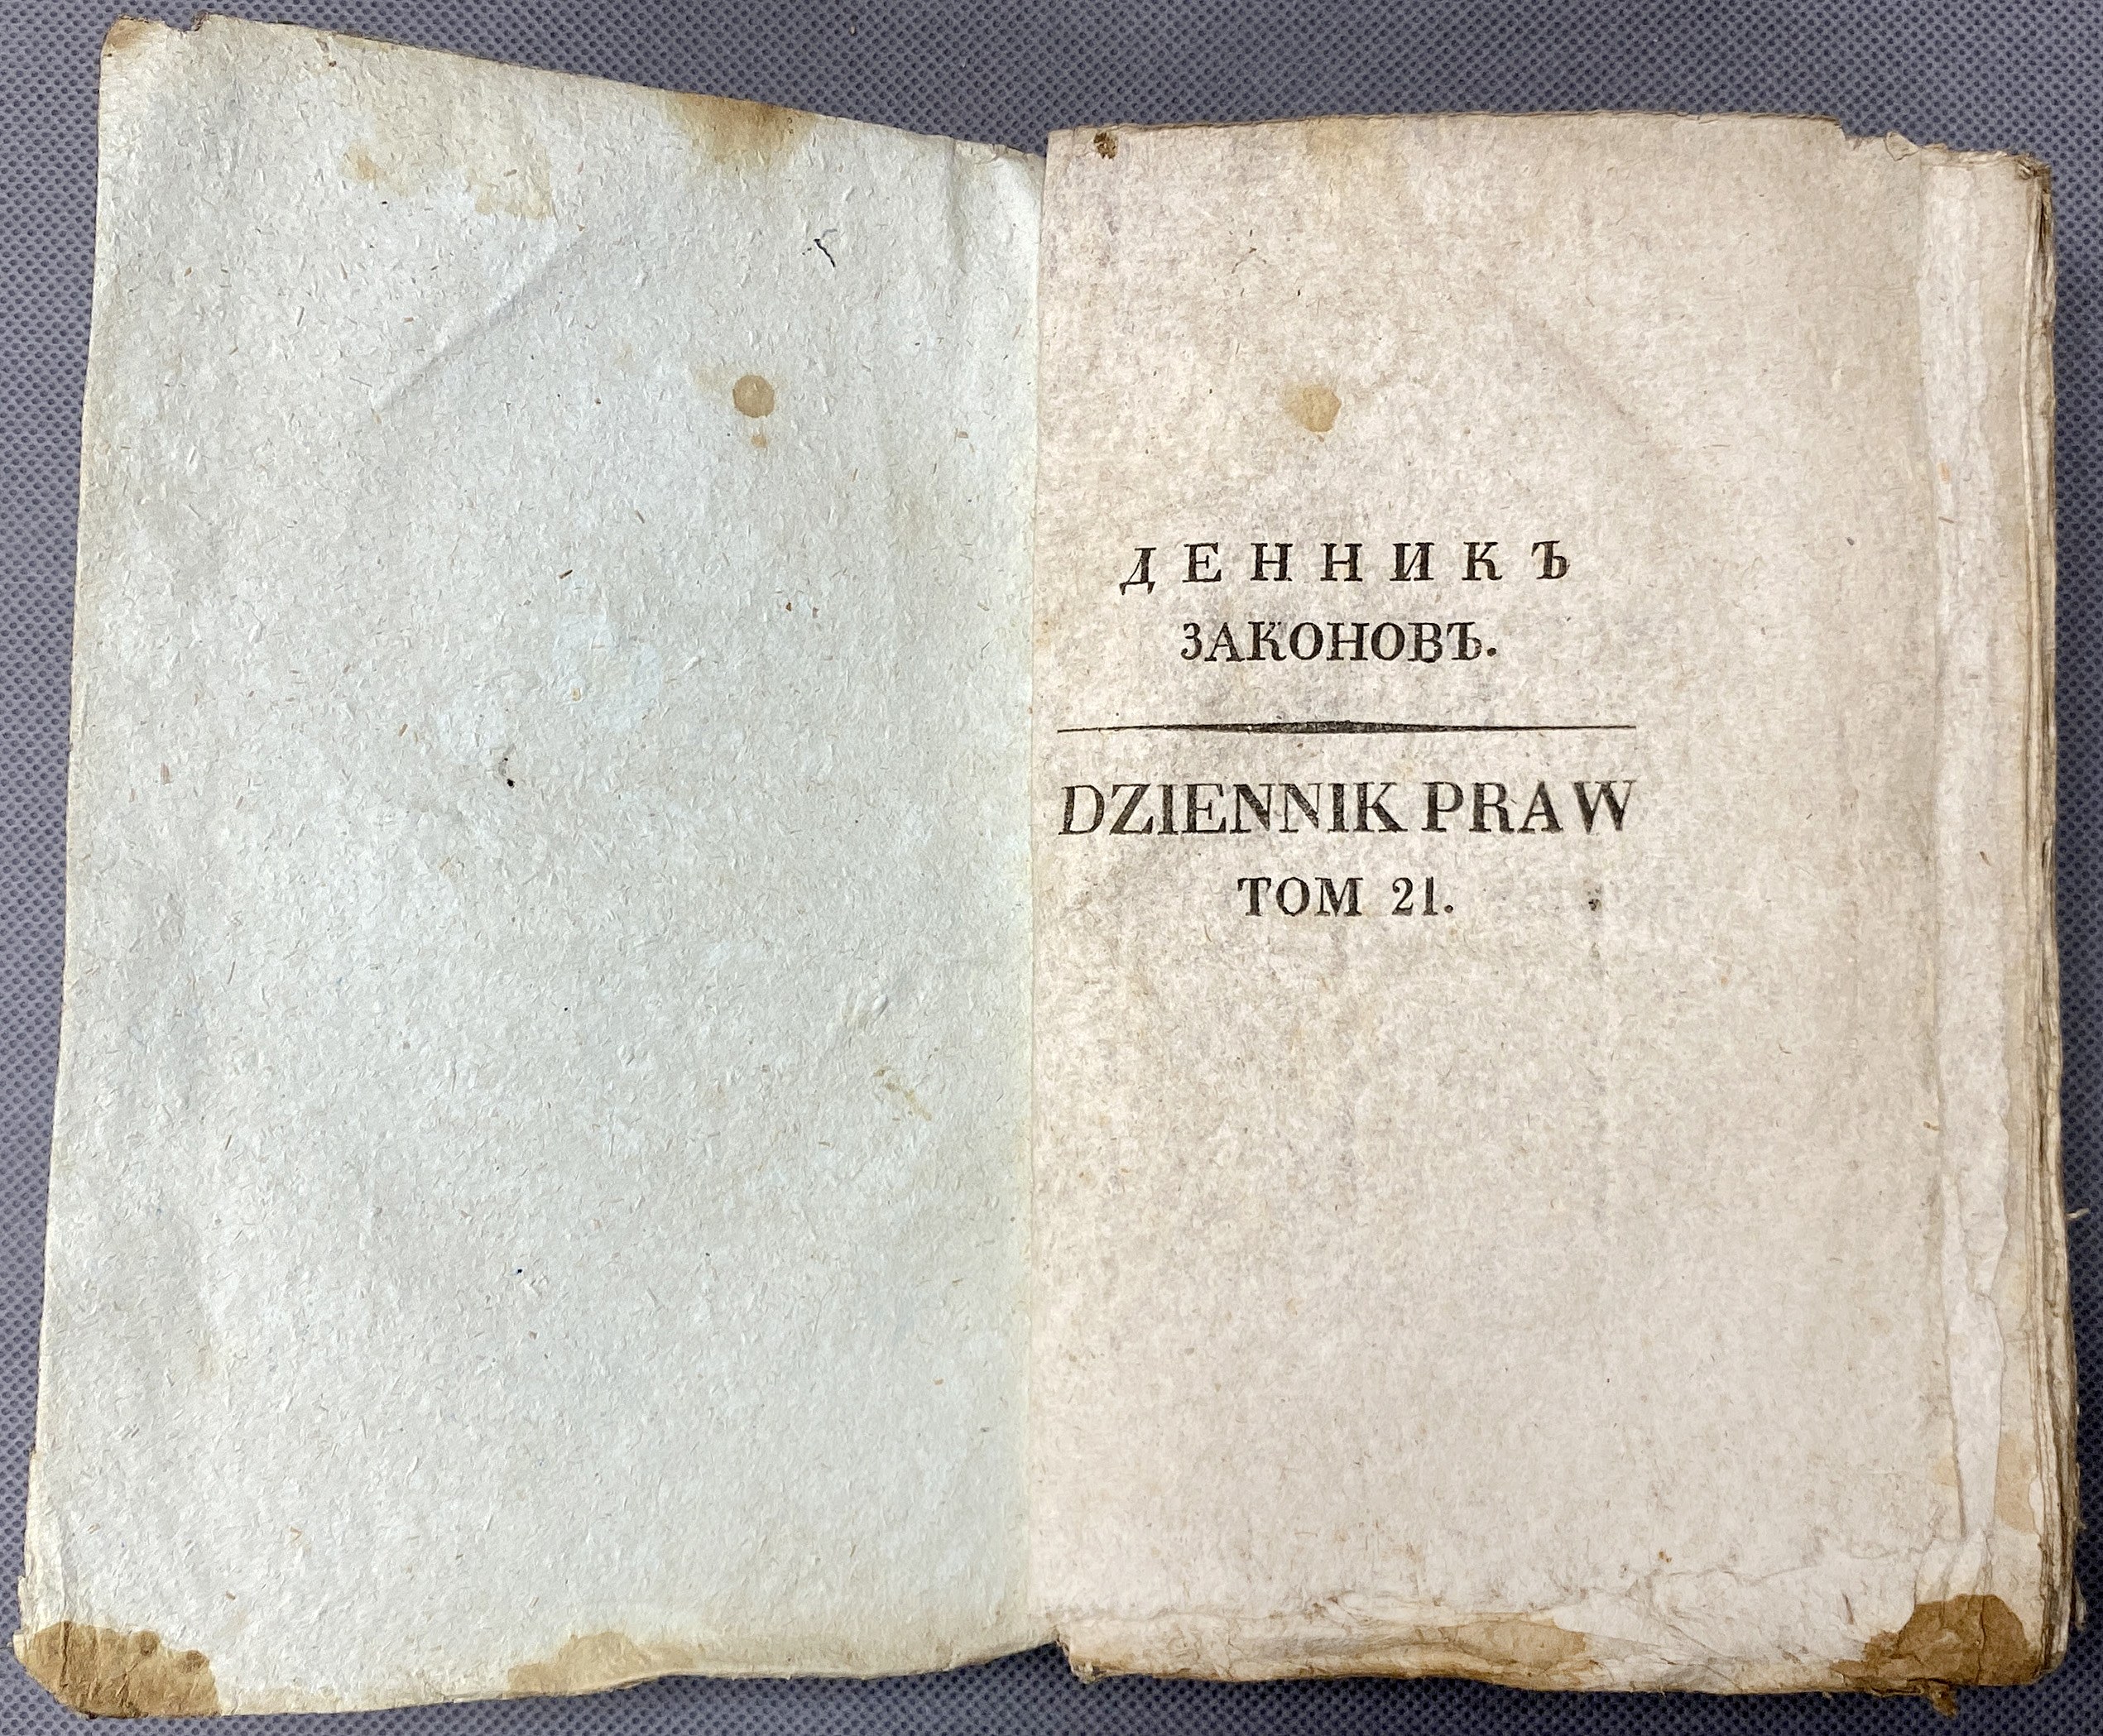 ДЕННИКЪ
ЗАКОНОВЪ.
DZIENNIK PRAW
TOM 21.